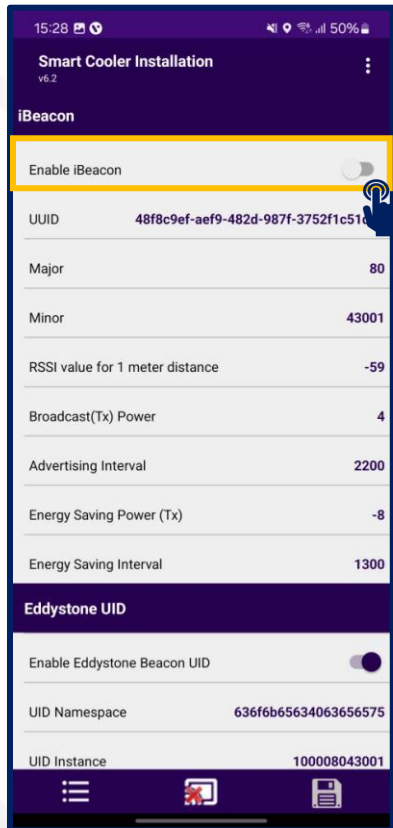 15:28 50%
Smart Cooler Installation
v6.2
iBeacon
Enable iBeacon
UUID 48f8c9ef-aef9-482d-987f-3752f1c51
Major 80
Minor 43001
RSSI value for 1 meter distance -59
Broadcast(Tx) Power 4
Advertising Interval 2200
Energy Saving Power (Tx) -8
Energy Saving Interval 1300
Eddystone UID
Enable Eddystone Beacon UID
UID Namespace 636f6b65634063656575
UID Instance 100008043001